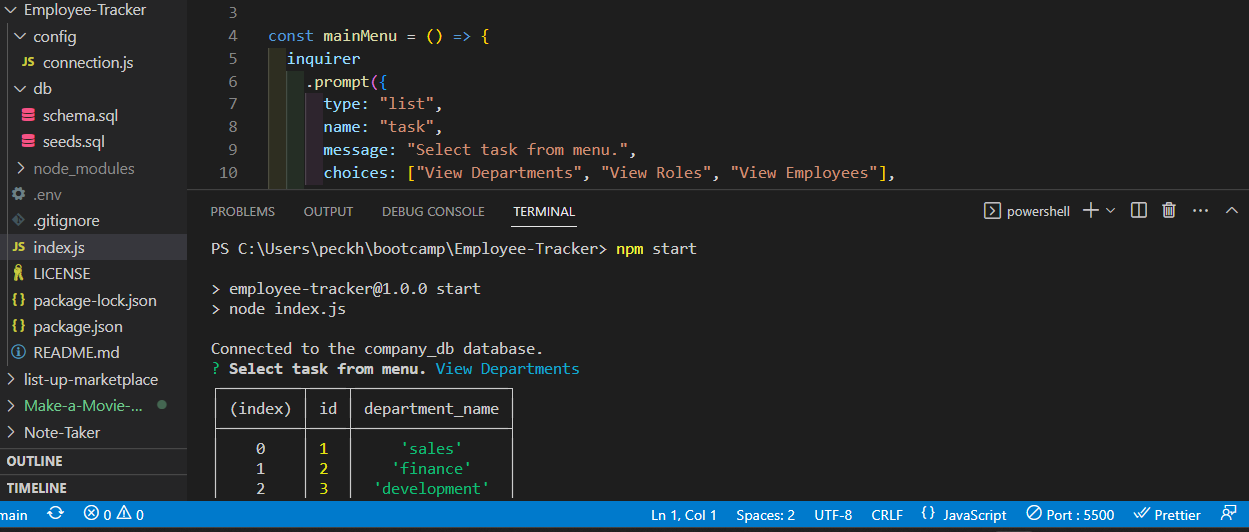 Employee-Tracker
config
JS connection.js
db
schema.sql
seeds.sql
node_modules
.env
.gitignore
JS index.js
LICENSE
{} package-lock.json
{} package.json
README.md
list-up-marketplace
Make-a-Movie-...
Note-Taker
OUTLINE
TIMELINE
3
4 const mainMenu = () => {
5 inquirer
6 .prompt({
7 type: "list",
8 name: "task",
9 message: "Select task from menu.",
10 choices: ["View Departments", "View Roles", "View Employees"],
PROBLEMS OUTPUT DEBUG CONSOLE TERMINAL powershell
PS C:\Users\peckh\bootcamp\Employee-Tracker> npm start
> employee-tracker@1.0.0 start
> node index.js
Connected to the company_db database.
? Select task from menu. View Departments
(index) id department_name
0 1 'sales'
1 2 'finance'
2 3 'development'
main 0 0 Ln 1, Col 1 Spaces: 2 UTF-8 CRLF {} JavaScript Port : 5500 Prettier